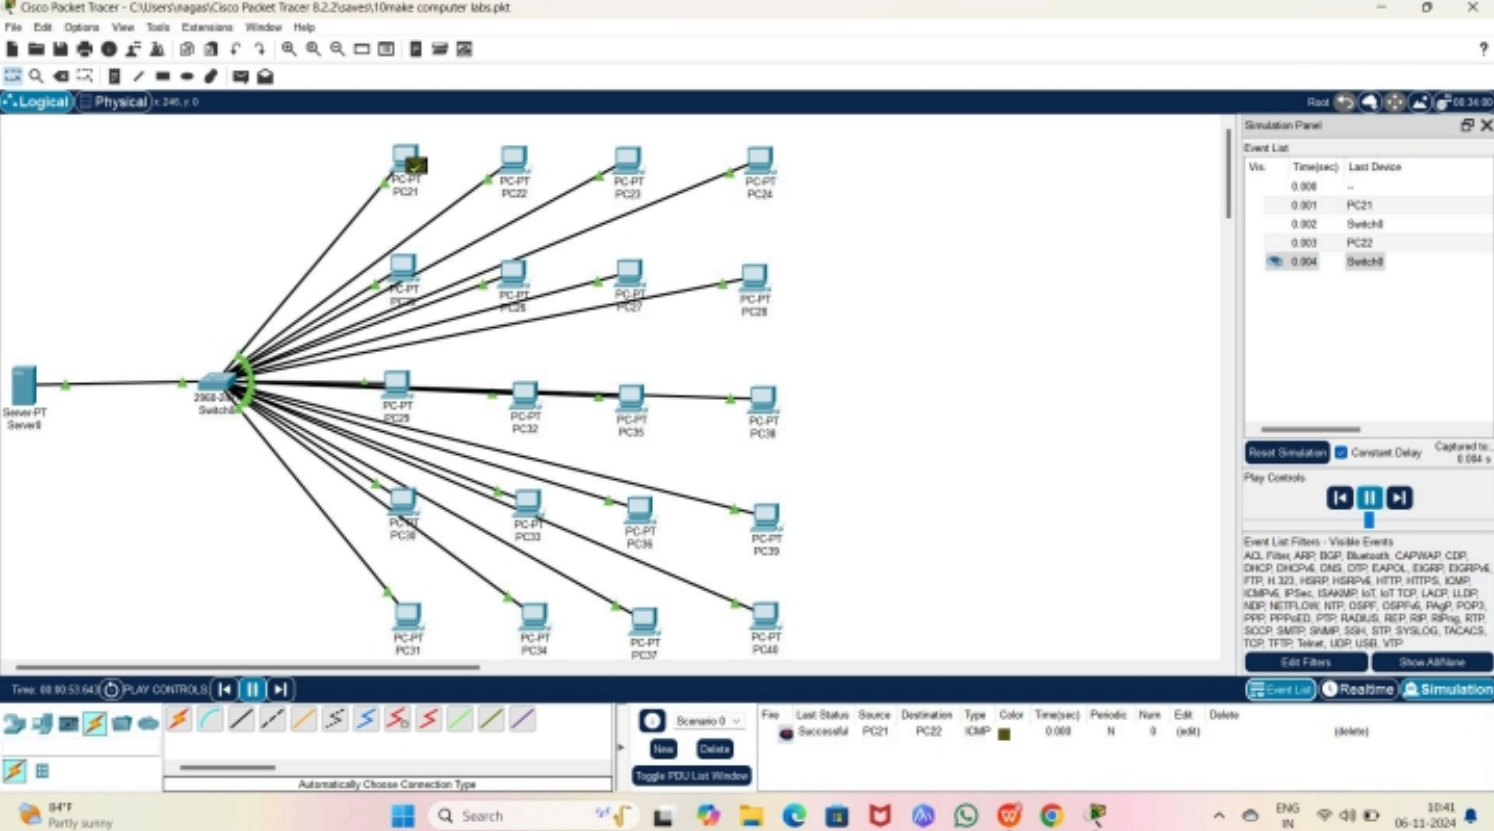 Cisco Packet Tracer - C:\Users\nagas\Cisco Packet Tracer 8.2.2\saves\10make computer labs.pkt
File Edit Options View Tools Extensions Window Help
?
Logical Physical x: 246, y: 0 Root 00:34:00
Simulation Panel
Event List
Vis. Time(sec) Last Device
0.000 --
0.001 PC21
0.002 Switch0
0.003 PC22
0.004 Switch0
PC-PT PC-PT PC-PT PC-PT
PC21 PC22 PC23 PC24
PC-PT PC-PT PC-PT PC-PT
PC26 PC27 PC28
Server-PT
Server0
Switch0
PC-PT PC-PT PC-PT PC-PT
PC29 PC32 PC35 PC38
Reset Simulation Constant Delay Captured to:
0.004 s
Play Controls
PC-PT PC-PT PC-PT PC-PT
PC30 PC33 PC36 PC39
Event List Filters - Visible Events
ACL Filter, ARP, BGP, Bluetooth, CAPWAP, CDP,
DHCP, DHCPv6, DNS, DTP, EAPOL, EIGRP, EIGRPv6,
FTP, H.323, HSRP, HSRPv6, HTTP, HTTPS, ICMP,
ICMPv6, IPSec, ISAKMP, IoT, IoT TCP, LACP, LLDP,
NDP, NETFLOW, NTP, OSPF, OSPFv6, PAgP, POP3,
PPP, PPPoED, PTP, RADIUS, REP, RIP, RIPng, RTP,
SCCP, SMTP, SNMP, SSH, STP, SYSLOG, TACACS,
TCP, TFTP, Telnet, UDP, USB, VTP
PC-PT PC-PT PC-PT PC-PT
PC31 PC34 PC37 PC40
Edit Filters Show All/None
Time: 00:00:53.643 PLAY CONTROLS: Event List Realtime Simulation
Scenario 0
New Delete
Toggle PDU List Window
Fire Last Status Source Destination Type Color Time(sec) Periodic Num Edit Delete
Successful PC21 PC22 ICMP 0.000 N 0 (edit) (delete)
Automatically Choose Connection Type
84°F
Partly sunny
Search
ENG
IN
10:41
06-11-2024